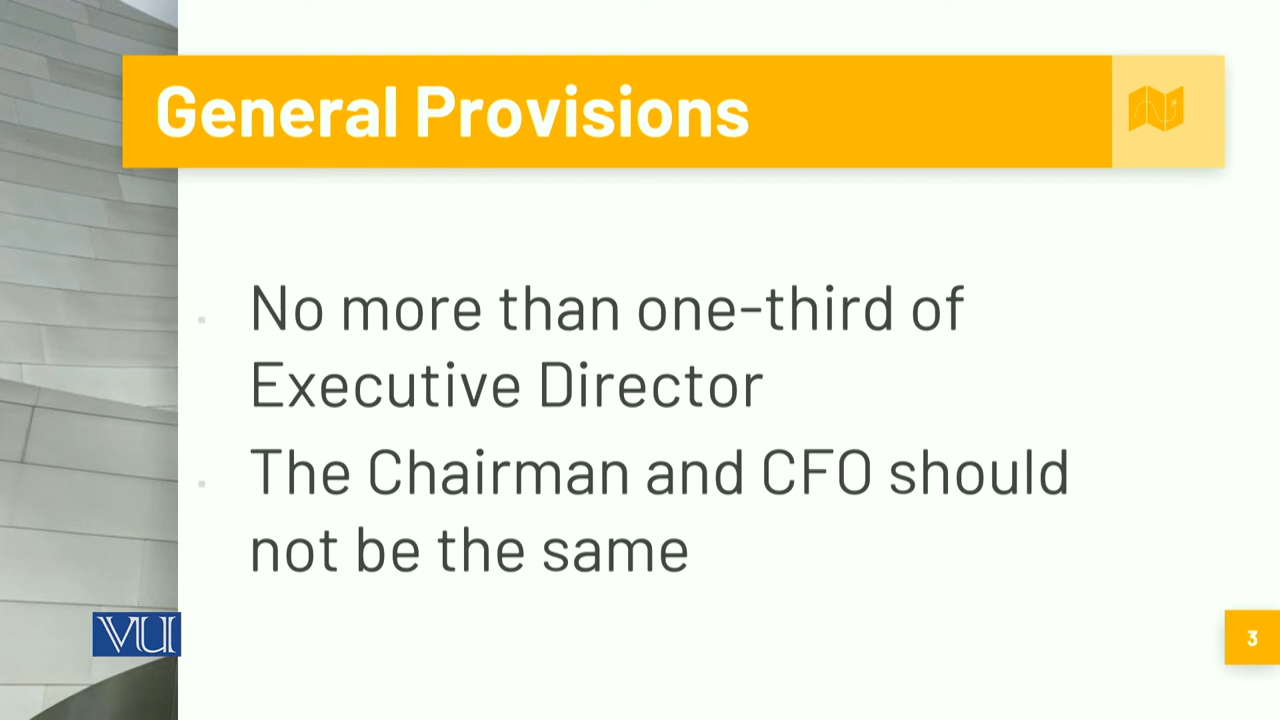 General Provisions
No more than one-third of
Executive Director
The Chairman and CFO should
not be the same
VU
3